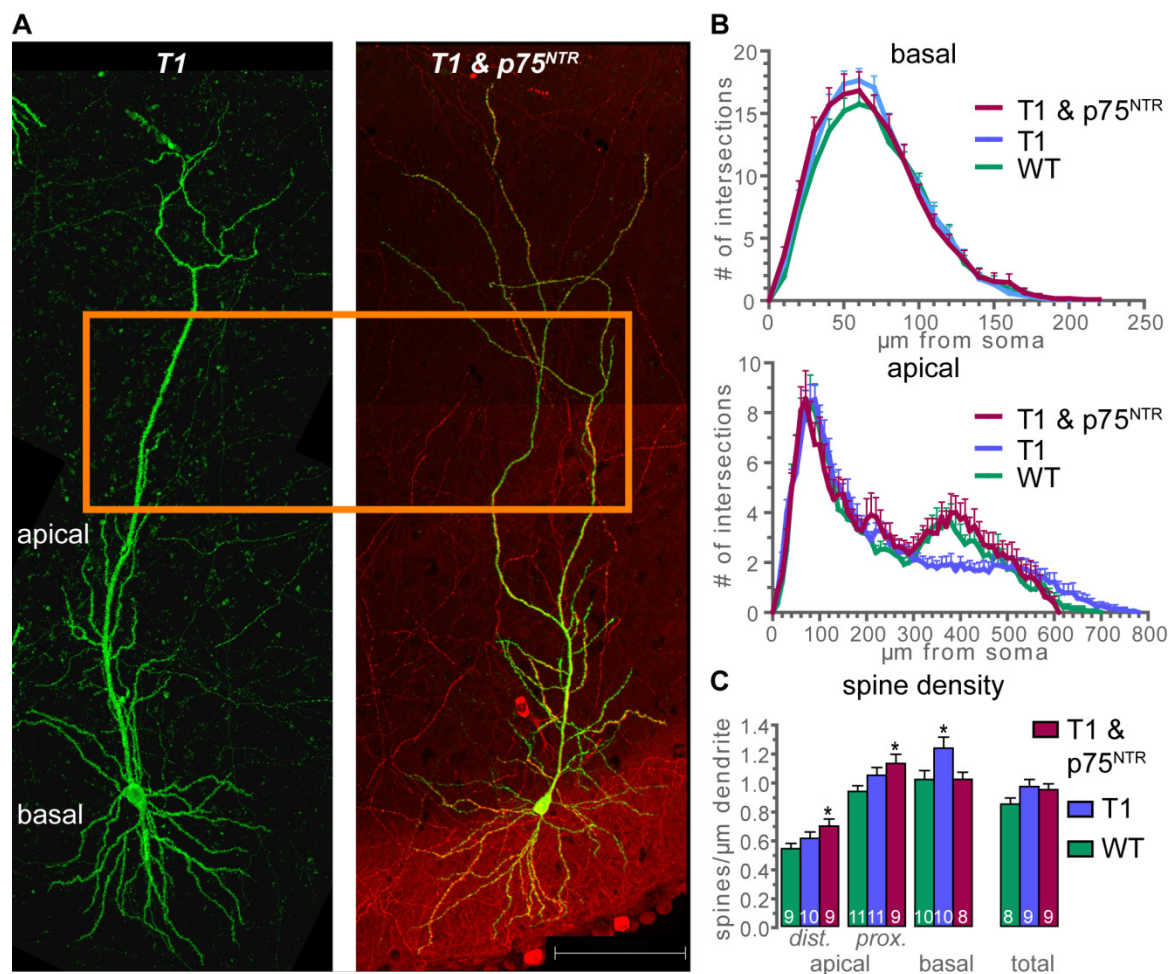 A
T1
T1 & p75NTR
apical
basal
B
basal
# of intersections
20
15
10
5
0
0 50 100 150 200 250
µm from soma
T1 & p75NTR
T1
WT
apical
# of intersections
10
8
6
4
2
0
0 100 200 300 400 500 600 700 800
µm from soma
T1 & p75NTR
T1
WT
C
spine density
spines/µm dendrite
1.4
1.2
1.0
0.8
0.6
0.4
0.2
0.0
* * *
9 10 9 11 11 9 10 10 8 8 9 9
dist. prox.
apical basal total
T1 &
p75NTR
T1
WT